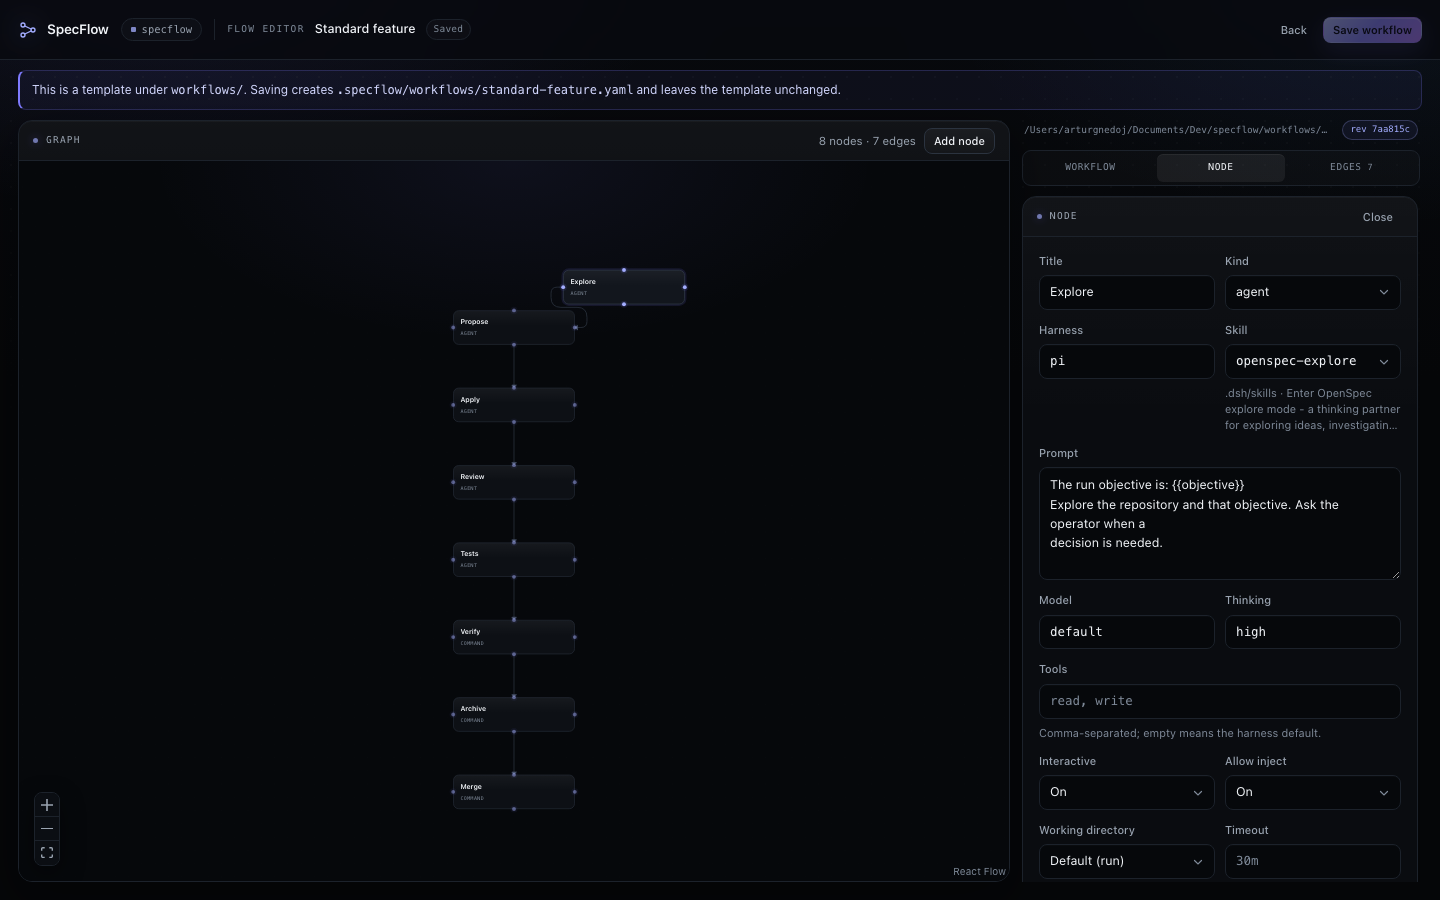 SpecFlow
specflow
FLOW EDITOR
Standard feature
Saved
Back
Save workflow
This is a template under workflows/. Saving creates .specflow/workflows/standard-feature.yaml and leaves the template unchanged.
GRAPH
8 nodes · 7 edges
Add node
/Users/arturgnedoj/Documents/Dev/specflow/workflows/…
rev 7aa815c
WORKFLOW
NODE
EDGES 7
NODE
Close
Title
Kind
Explore
agent
Harness
Skill
pi
openspec-explore
.dsh/skills · Enter OpenSpec
explore mode - a thinking partner
for exploring ideas, investigatin…
Prompt
The run objective is: {{objective}}
Explore the repository and that objective. Ask the
operator when a
decision is needed.
Model
Thinking
default
high
Tools
read, write
Comma-separated; empty means the harness default.
Interactive
Allow inject
On
On
Working directory
Timeout
Default (run)
30m
Explore
AGENT
Propose
AGENT
Apply
AGENT
Review
AGENT
Tests
AGENT
Verify
COMMAND
Archive
COMMAND
Merge
COMMAND
React Flow